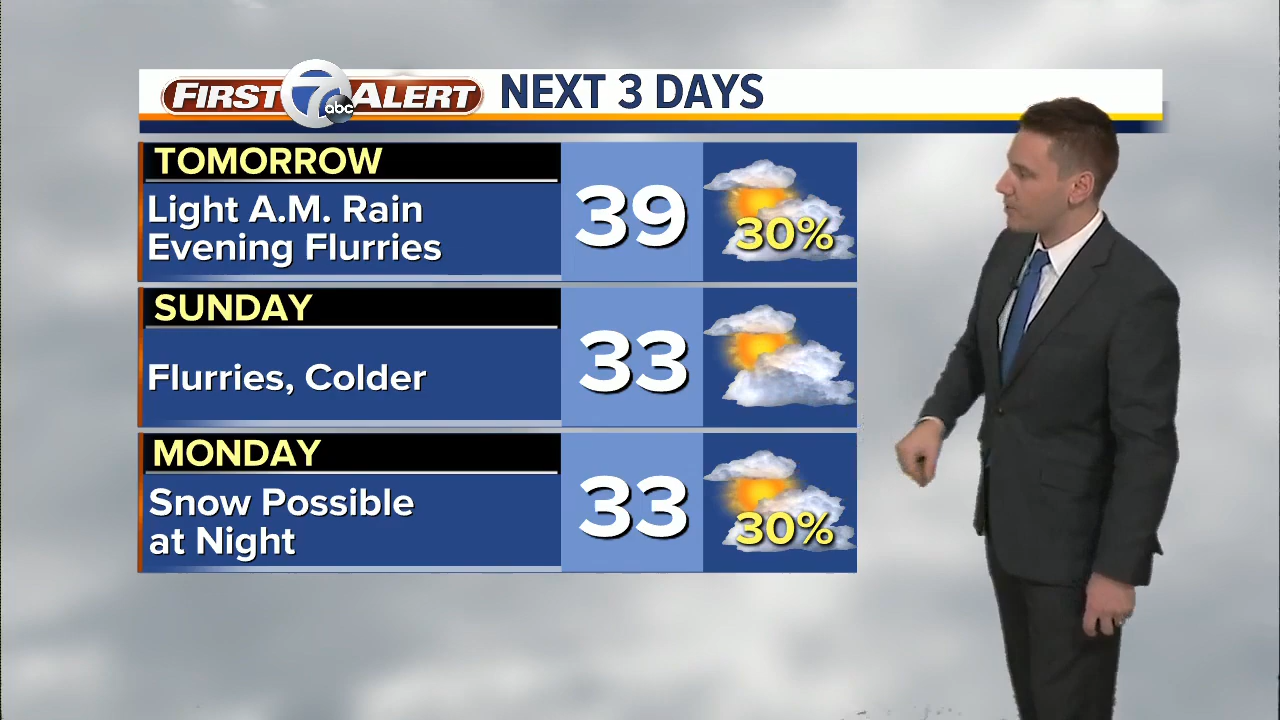 FIRST 7 abc ALERT NEXT 3 DAYS
TOMORROW
Light A.M. Rain
Evening Flurries
39
30%
SUNDAY
Flurries, Colder
33
MONDAY
Snow Possible
at Night
33
30%